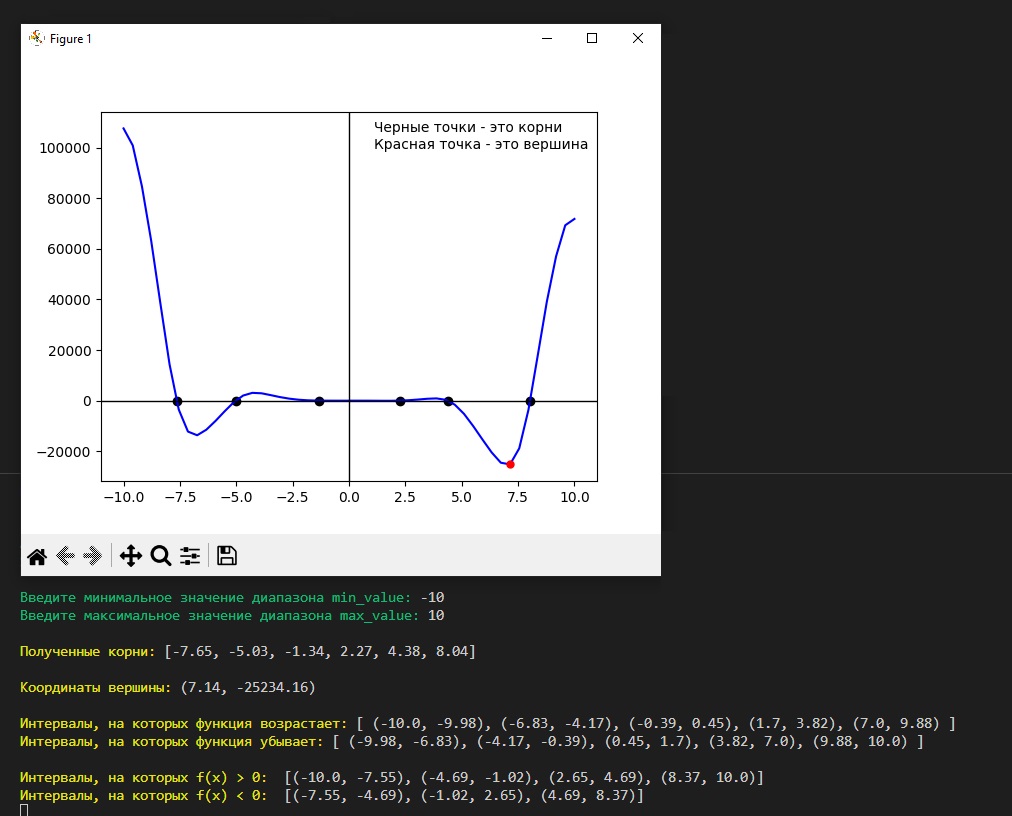 Figure 1
Черные точки - это корни
Красная точка - это вершина
100000
80000
60000
40000
20000
0
−20000
−10.0 −7.5 −5.0 −2.5 0.0 2.5 5.0 7.5 10.0
Введите минимальное значение диапазона min_value: -10
Введите максимальное значение диапазона max_value: 10
Полученные корни: [-7.65, -5.03, -1.34, 2.27, 4.38, 8.04]
Координаты вершины: (7.14, -25234.16)
Интервалы, на которых функция возрастает: [ (-10.0, -9.98), (-6.83, -4.17), (-0.39, 0.45), (1.7, 3.82), (7.0, 9.88) ]
Интервалы, на которых функция убывает: [ (-9.98, -6.83), (-4.17, -0.39), (0.45, 1.7), (3.82, 7.0), (9.88, 10.0) ]
Интервалы, на которых f(x) > 0:  [(-10.0, -7.55), (-4.69, -1.02), (2.65, 4.69), (8.37, 10.0)]
Интервалы, на которых f(x) < 0:  [(-7.55, -4.69), (-1.02, 2.65), (4.69, 8.37)]